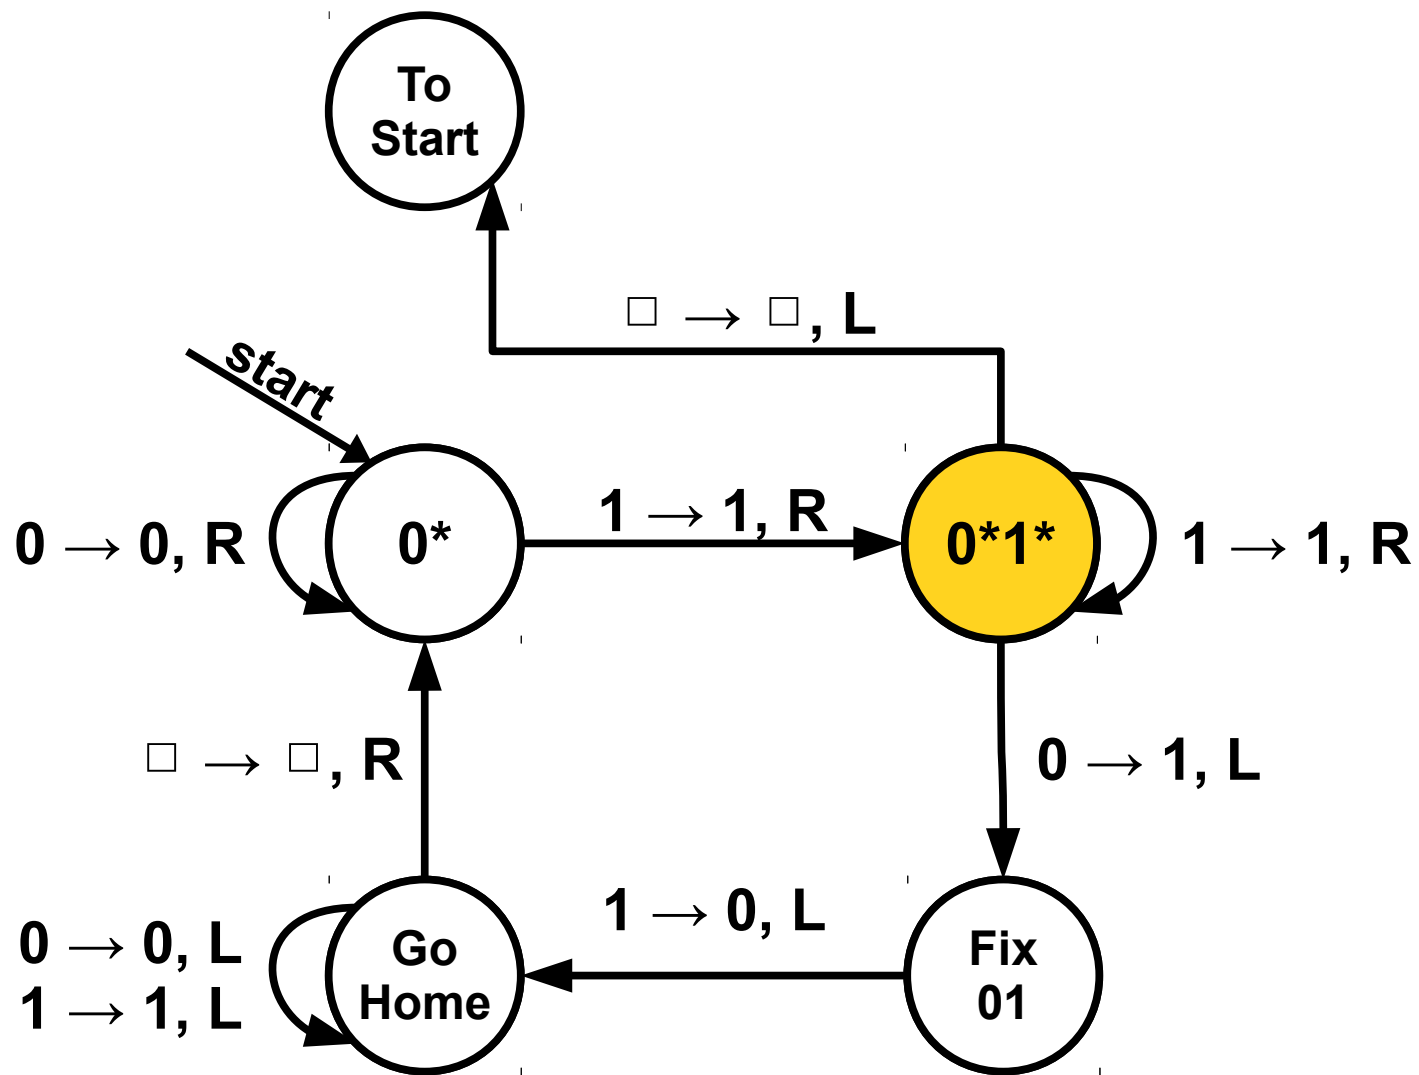 To
Start
□ → □, L
start
0 → 0, R
0*
1 → 1, R
0*1*
1 → 1, R
□ → □, R
0 → 1, L
0 → 0, L
1 → 1, L
Go
Home
1 → 0, L
Fix
01